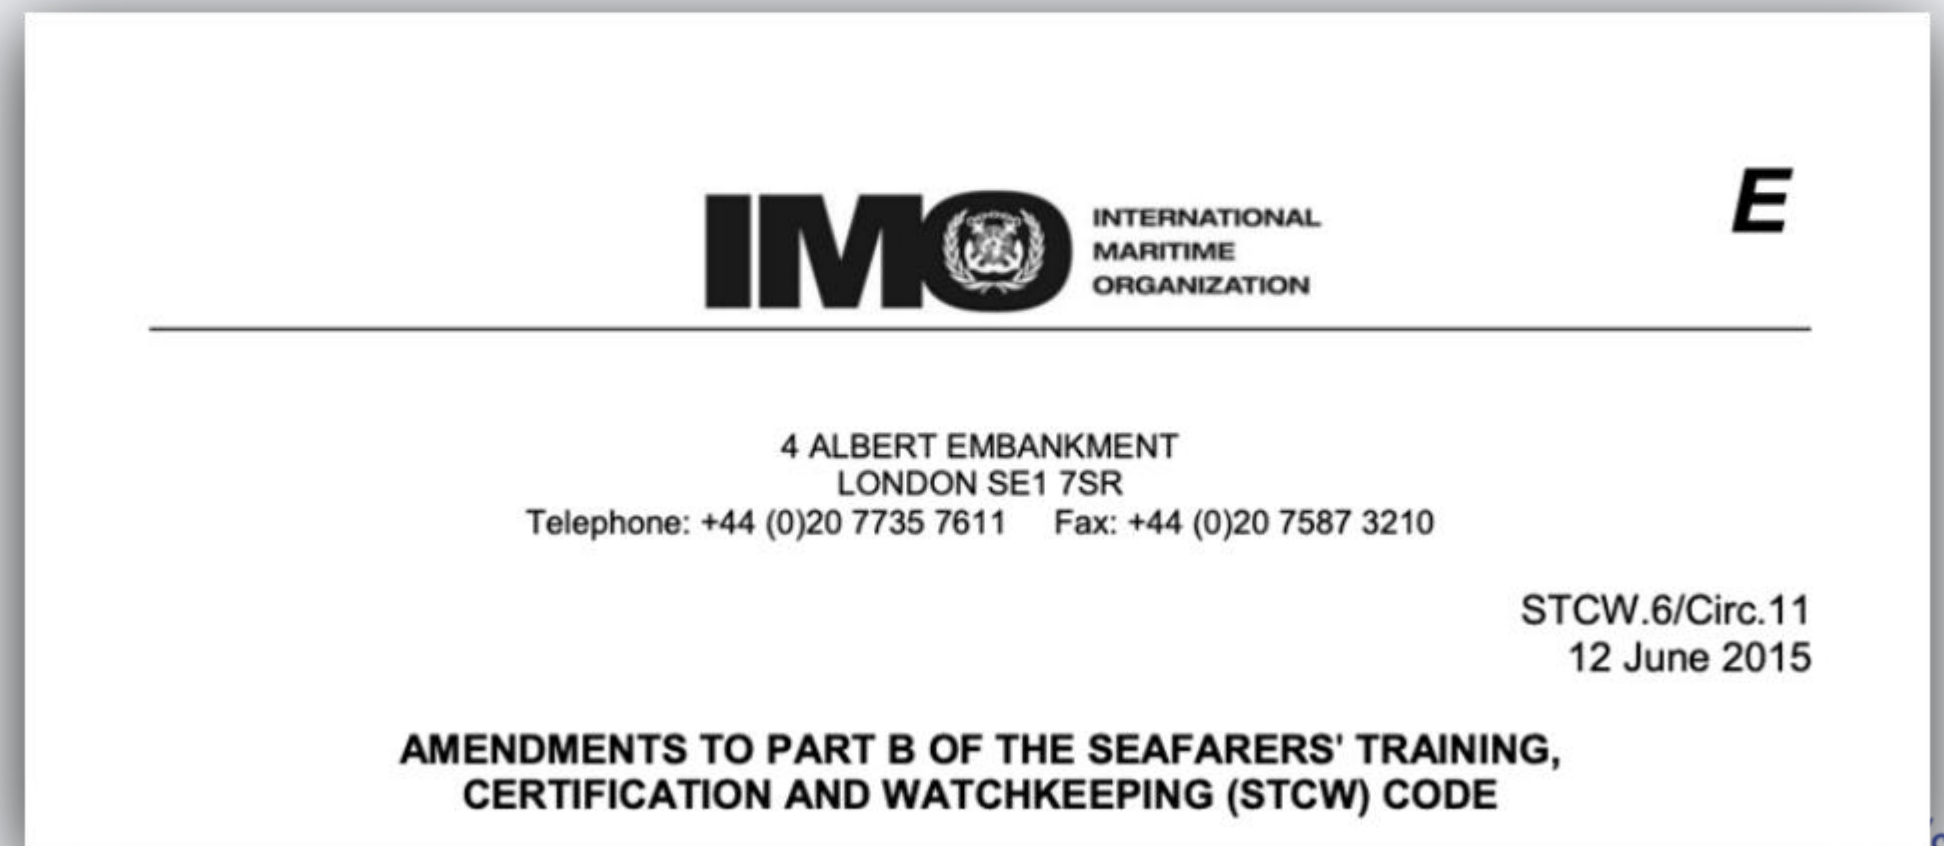 E
IMO
INTERNATIONAL
MARITIME
ORGANIZATION
4 ALBERT EMBANKMENT
LONDON SE1 7SR
Telephone: +44 (0)20 7735 7611 Fax: +44 (0)20 7587 3210
STCW.6/Circ.11
12 June 2015
AMENDMENTS TO PART B OF THE SEAFARERS' TRAINING,
CERTIFICATION AND WATCHKEEPING (STCW) CODE